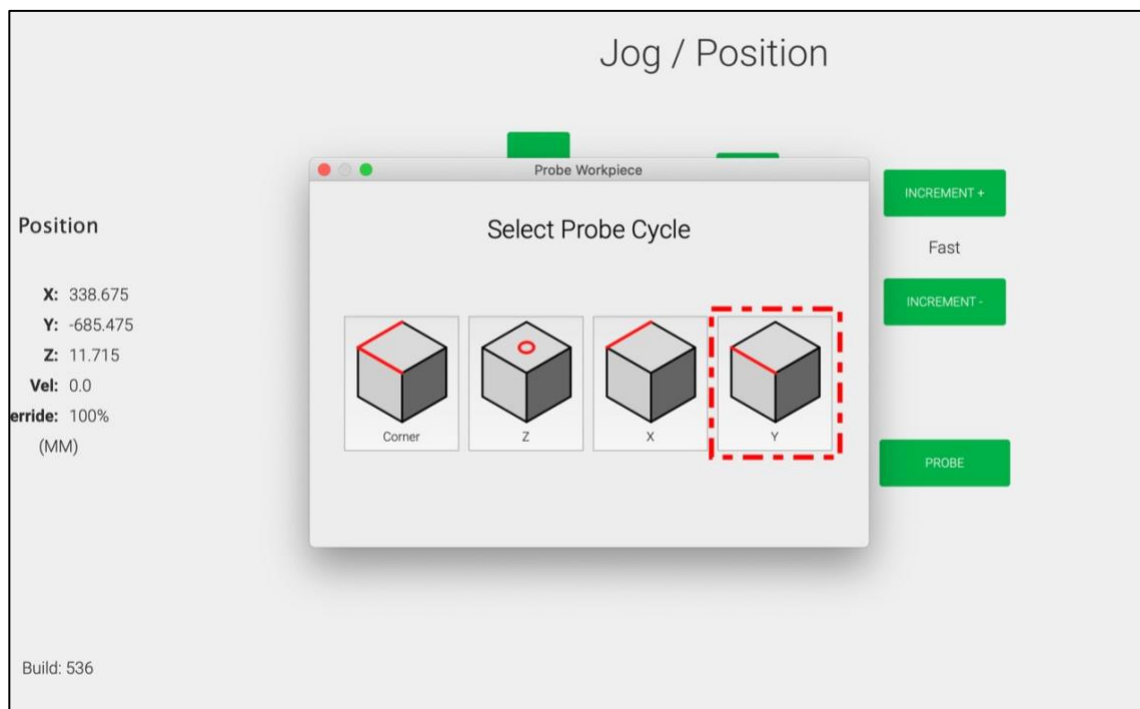 Jog / Position
Probe Workpiece
Select Probe Cycle
Corner
Z
X
Y
Position
X: 338.675
Y: -685.475
Z: 11.715
Vel: 0.0
erride: 100%
(MM)
INCREMENT +
Fast
INCREMENT -
PROBE
Build: 536